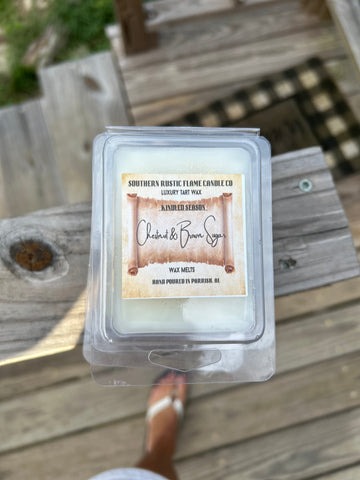 SOUTHERN RUSTIC FLAME CANDLE CO
LUXURY TART WAX
KINDLED SEASON
Chestnut & Brown Sugar
WAX MELTS
HAND POURED IN PARRISH, AL